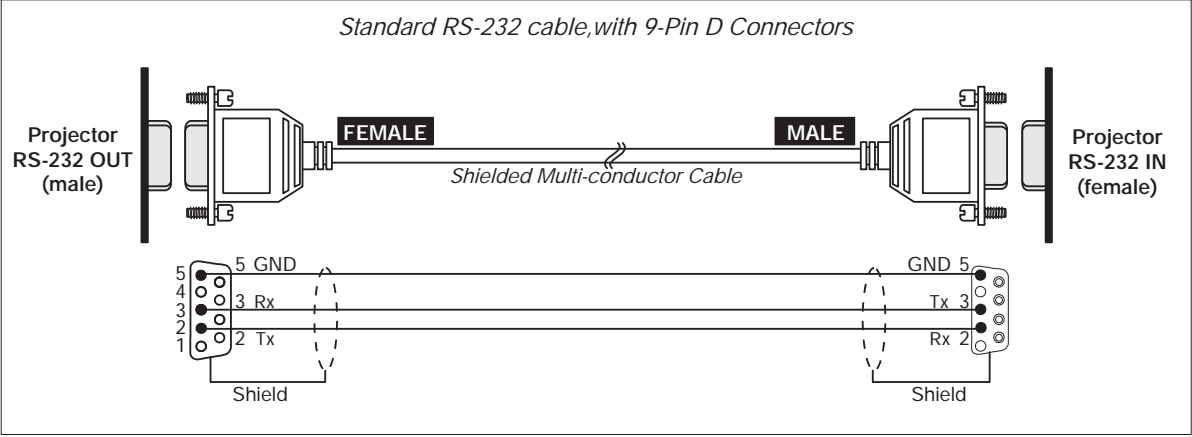 Standard RS-232 cable,with 9-Pin D Connectors
FEMALE
MALE
Projector
RS-232 OUT
(male)
Projector
RS-232 IN
(female)
Shielded Multi-conductor Cable
5 GND
GND 5
5
4
3
3 Rx
Tx 3
2
2 Tx
Rx 2
1
Shield
Shield